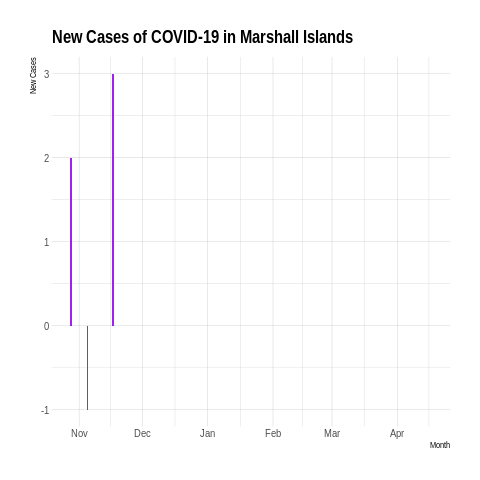 New Cases of COVID-19 in Marshall Islands
New Cases
3
2
1
0
-1
Nov Dec Jan Feb Mar Apr
Month